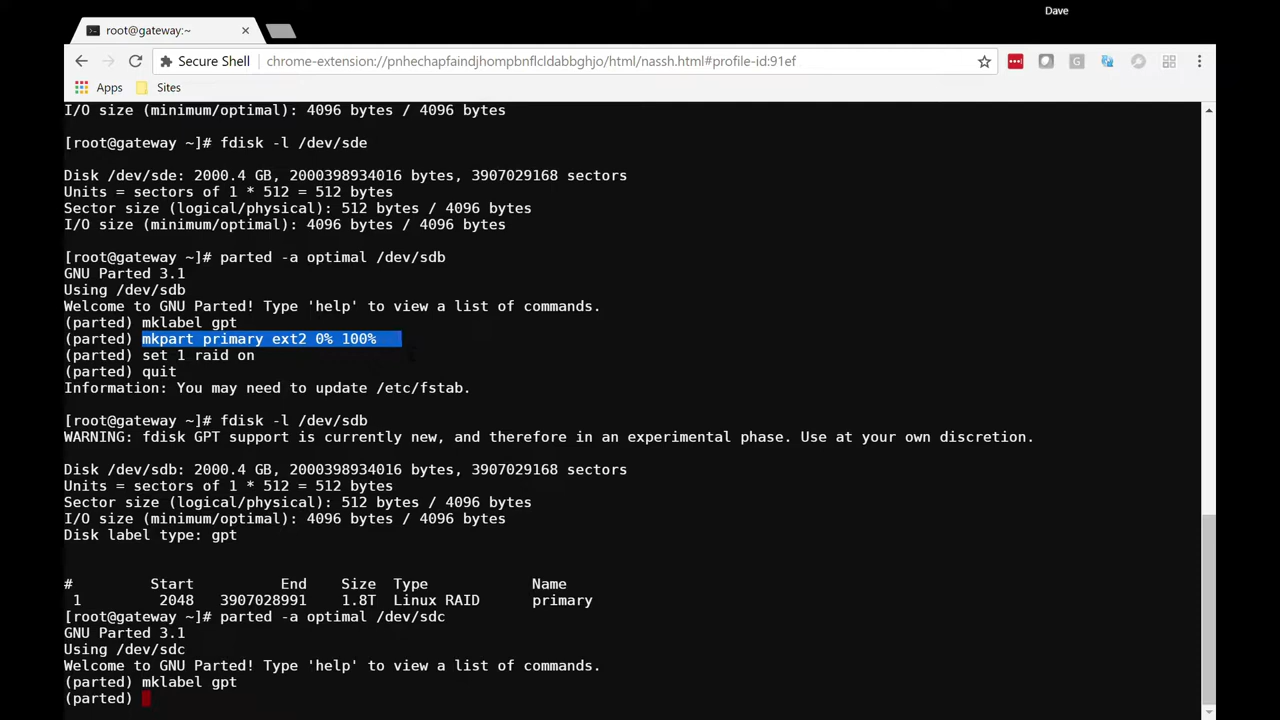 Dave
root@gateway:~
Secure Shell chrome-extension://pnhechapfaindjhompbnflcldabbghjo/html/nassh.html#profile-id:91ef
Apps Sites
I/O size (minimum/optimal): 4096 bytes / 4096 bytes
[root@gateway ~]# fdisk -l /dev/sde
Disk /dev/sde: 2000.4 GB, 2000398934016 bytes, 3907029168 sectors
Units = sectors of 1 * 512 = 512 bytes
Sector size (logical/physical): 512 bytes / 4096 bytes
I/O size (minimum/optimal): 4096 bytes / 4096 bytes
[root@gateway ~]# parted -a optimal /dev/sdb
GNU Parted 3.1
Using /dev/sdb
Welcome to GNU Parted! Type 'help' to view a list of commands.
(parted) mklabel gpt
(parted) mkpart primary ext2 0% 100%
(parted) set 1 raid on
(parted) quit
Information: You may need to update /etc/fstab.
[root@gateway ~]# fdisk -l /dev/sdb
WARNING: fdisk GPT support is currently new, and therefore in an experimental phase. Use at your own discretion.
Disk /dev/sdb: 2000.4 GB, 2000398934016 bytes, 3907029168 sectors
Units = sectors of 1 * 512 = 512 bytes
Sector size (logical/physical): 512 bytes / 4096 bytes
I/O size (minimum/optimal): 4096 bytes / 4096 bytes
Disk label type: gpt
# Start End Size Type Name
1 2048 3907028991 1.8T Linux RAID primary
[root@gateway ~]# parted -a optimal /dev/sdc
GNU Parted 3.1
Using /dev/sdc
Welcome to GNU Parted! Type 'help' to view a list of commands.
(parted) mklabel gpt
(parted)